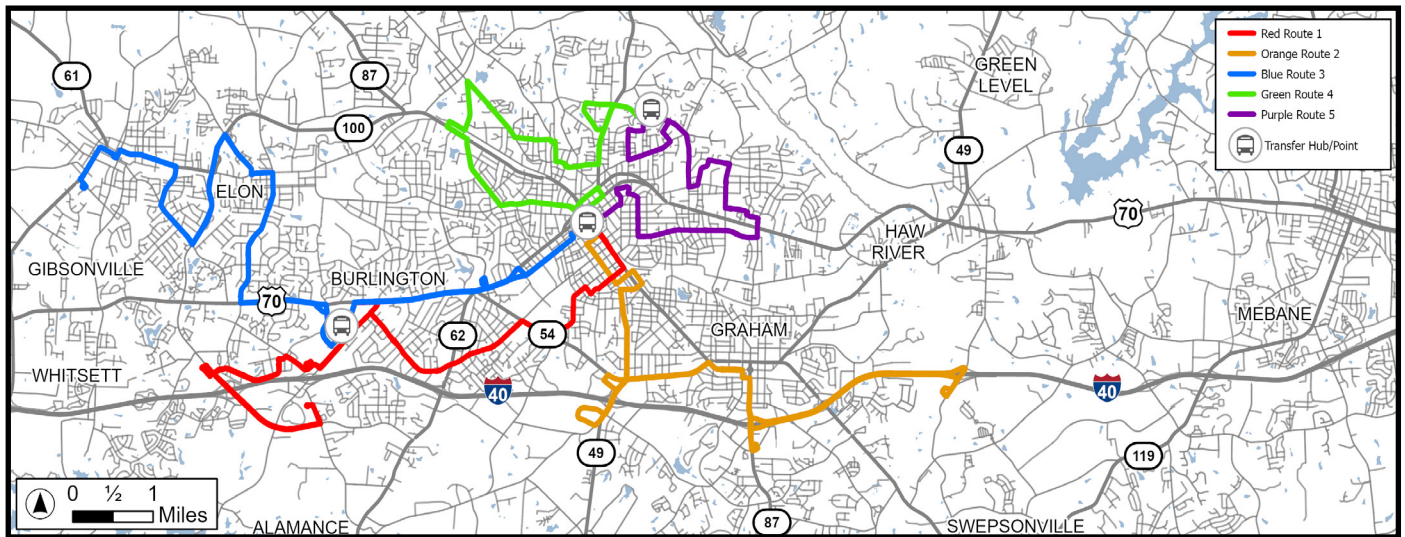 61
87
100
GREEN
LEVEL
49
Red Route 1
Orange Route 2
Blue Route 3
Green Route 4
Purple Route 5
Transfer Hub/Point
ELON
70
HAW
RIVER
GIBSONVILLE
BURLINGTON
70
62
54
GRAHAM
MEBANE
WHITSETT
40
40
49
119
87
0 ½ 1
Miles
ALAMANCE
SWEPSONVILLE